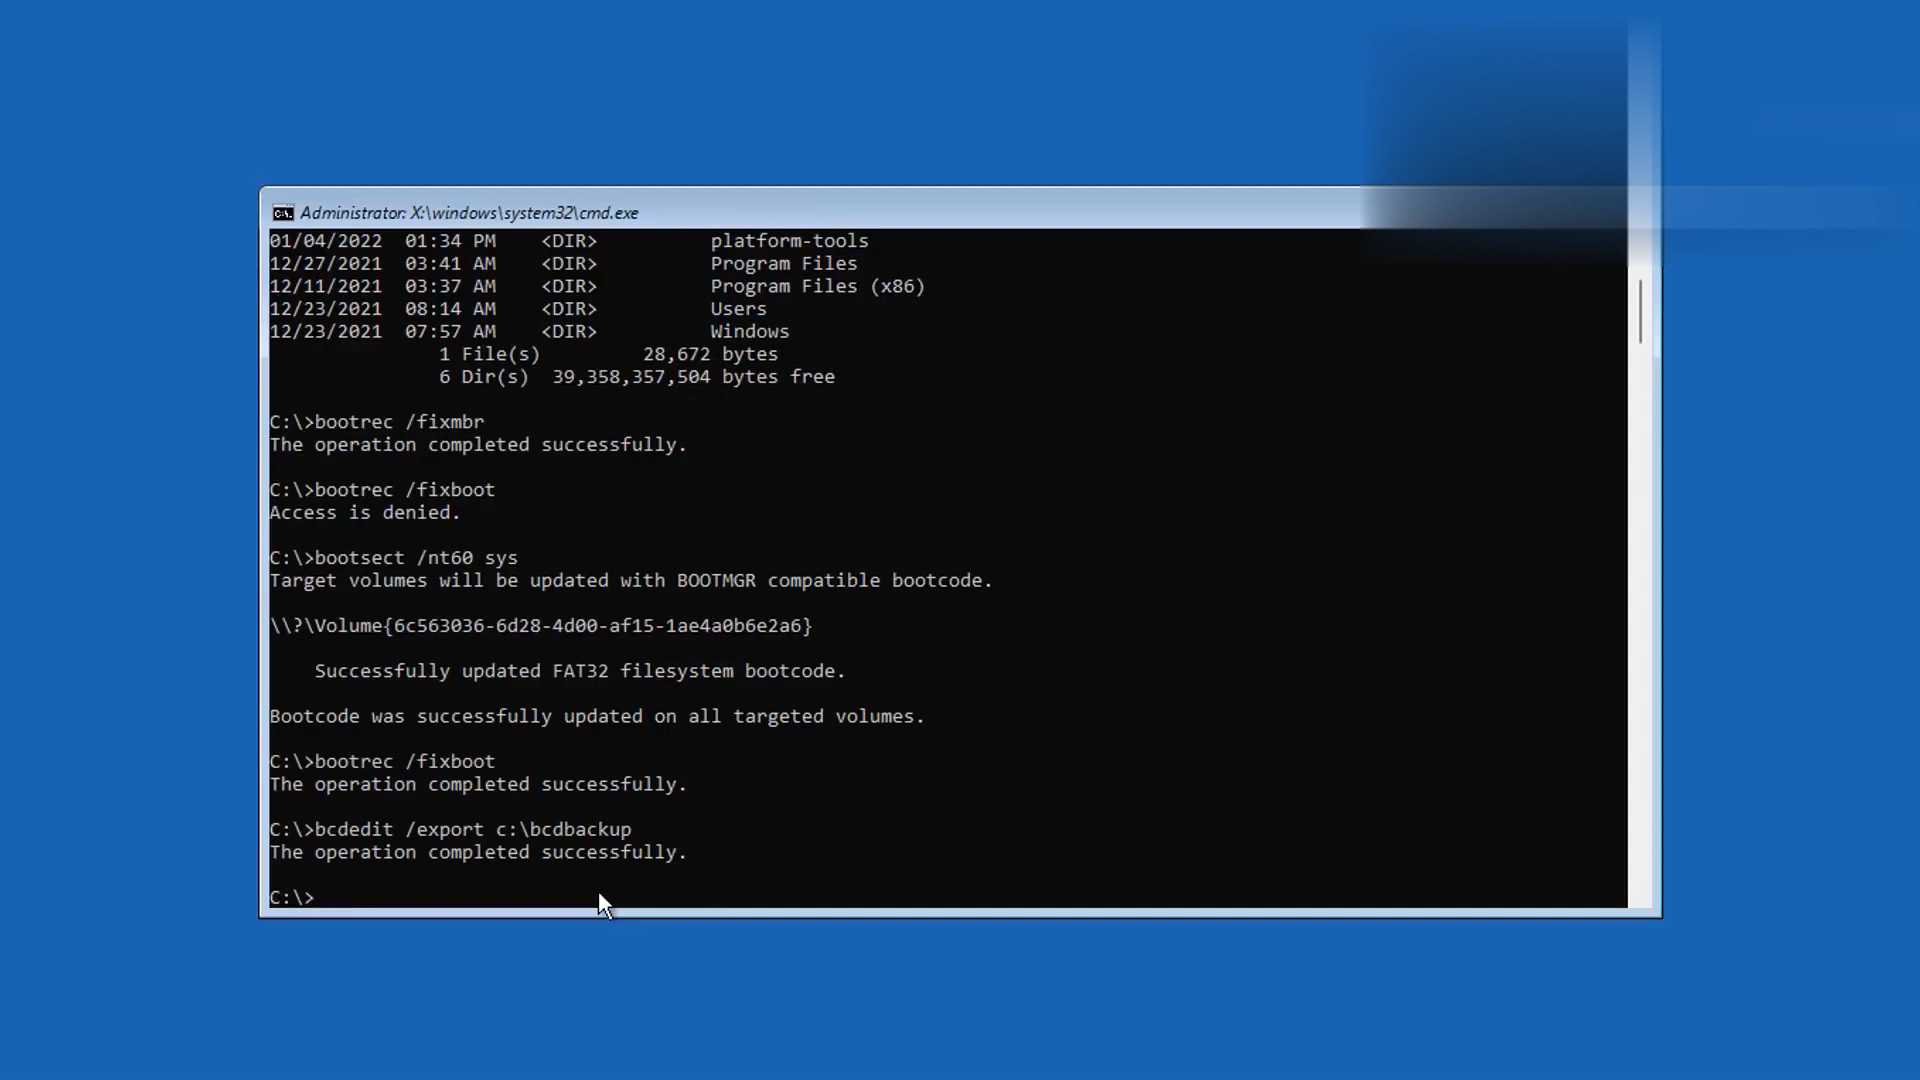 Administrator: X:\windows\system32\cmd.exe
01/04/2022  01:34 PM    <DIR>          platform-tools
12/27/2021  03:41 AM    <DIR>          Program Files
12/11/2021  03:37 AM    <DIR>          Program Files (x86)
12/23/2021  08:14 AM    <DIR>          Users
12/23/2021  07:57 AM    <DIR>          Windows
               1 File(s)         28,672 bytes
               6 Dir(s)  39,358,357,504 bytes free
C:\>bootrec /fixmbr
The operation completed successfully.
C:\>bootrec /fixboot
Access is denied.
C:\>bootsect /nt60 sys
Target volumes will be updated with BOOTMGR compatible bootcode.
\\?\Volume{6c563036-6d28-4d00-af15-1ae4a0b6e2a6}
    Successfully updated FAT32 filesystem bootcode.
Bootcode was successfully updated on all targeted volumes.
C:\>bootrec /fixboot
The operation completed successfully.
C:\>bcdedit /export c:\bcdbackup
The operation completed successfully.
C:\>